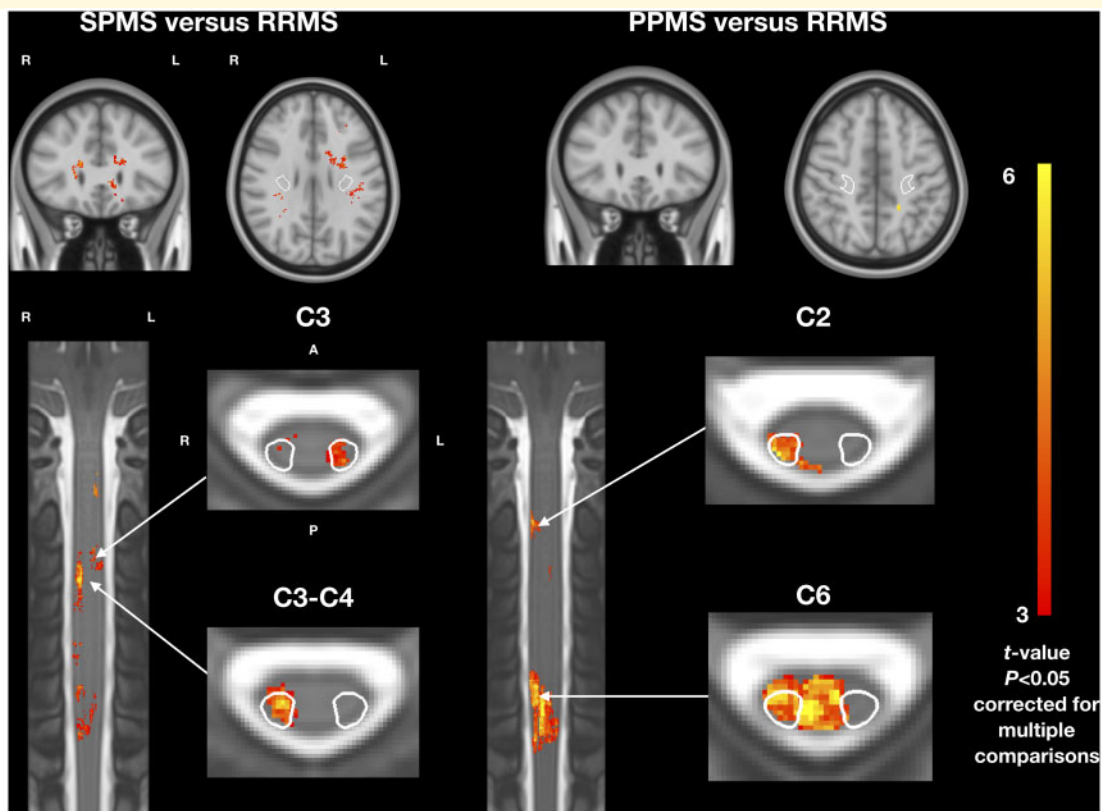 SPMS versus RRMS
PPMS versus RRMS
R
L
R
L
6
R
L
C3
C2
A
R
L
P
C3-C4
C6
3
t-value
P<0.05
corrected for
multiple
comparisons